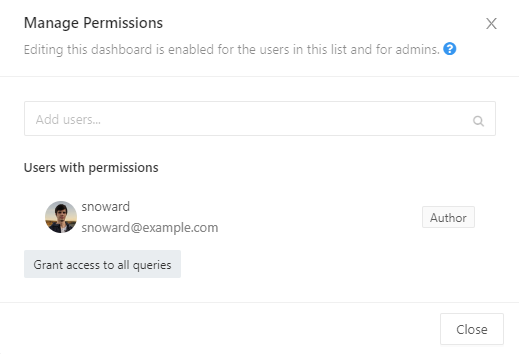 Manage Permissions
Editing this dashboard is enabled for the users in this list and for admins. ?
Add users...
Users with permissions
snoward
snoward@example.com
Author
Grant access to all queries
Close